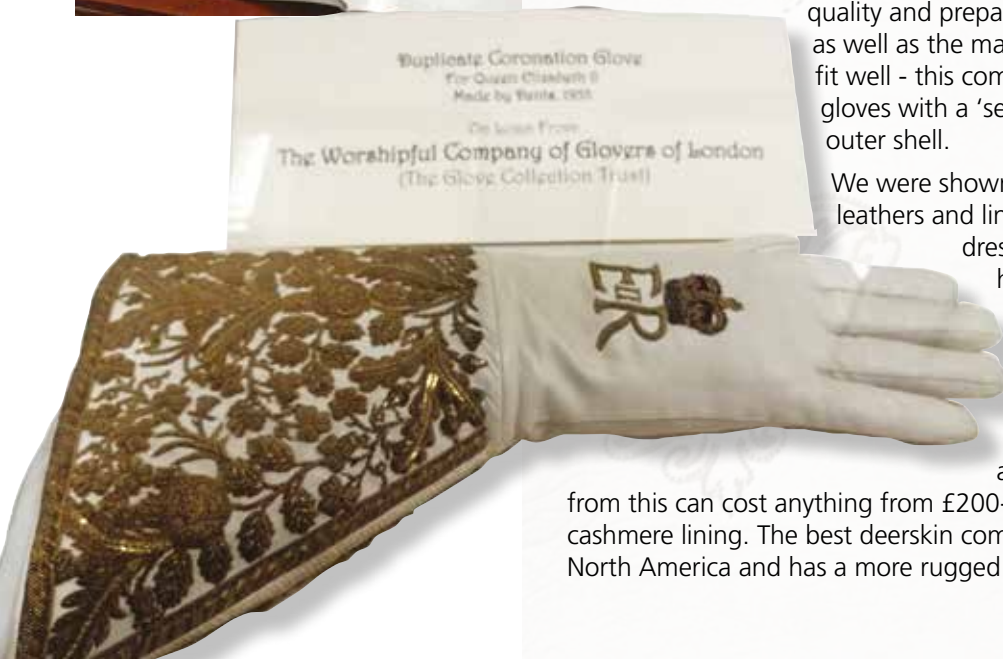 Duplicate Coronation Glove
For Queen Elizabeth II
Made by Dents, 1953
On Loan From
The Worshipful Company of Glovers of London
(The Glove Collection Trust)
EIIR
quality and prepa
as well as the ma
fit well - this com
gloves with a ‘se
outer shell.
We were shown
leathers and lin
dres
h
a
from this can cost anything from £200-
cashmere lining. The best deerskin com
North America and has a more rugged